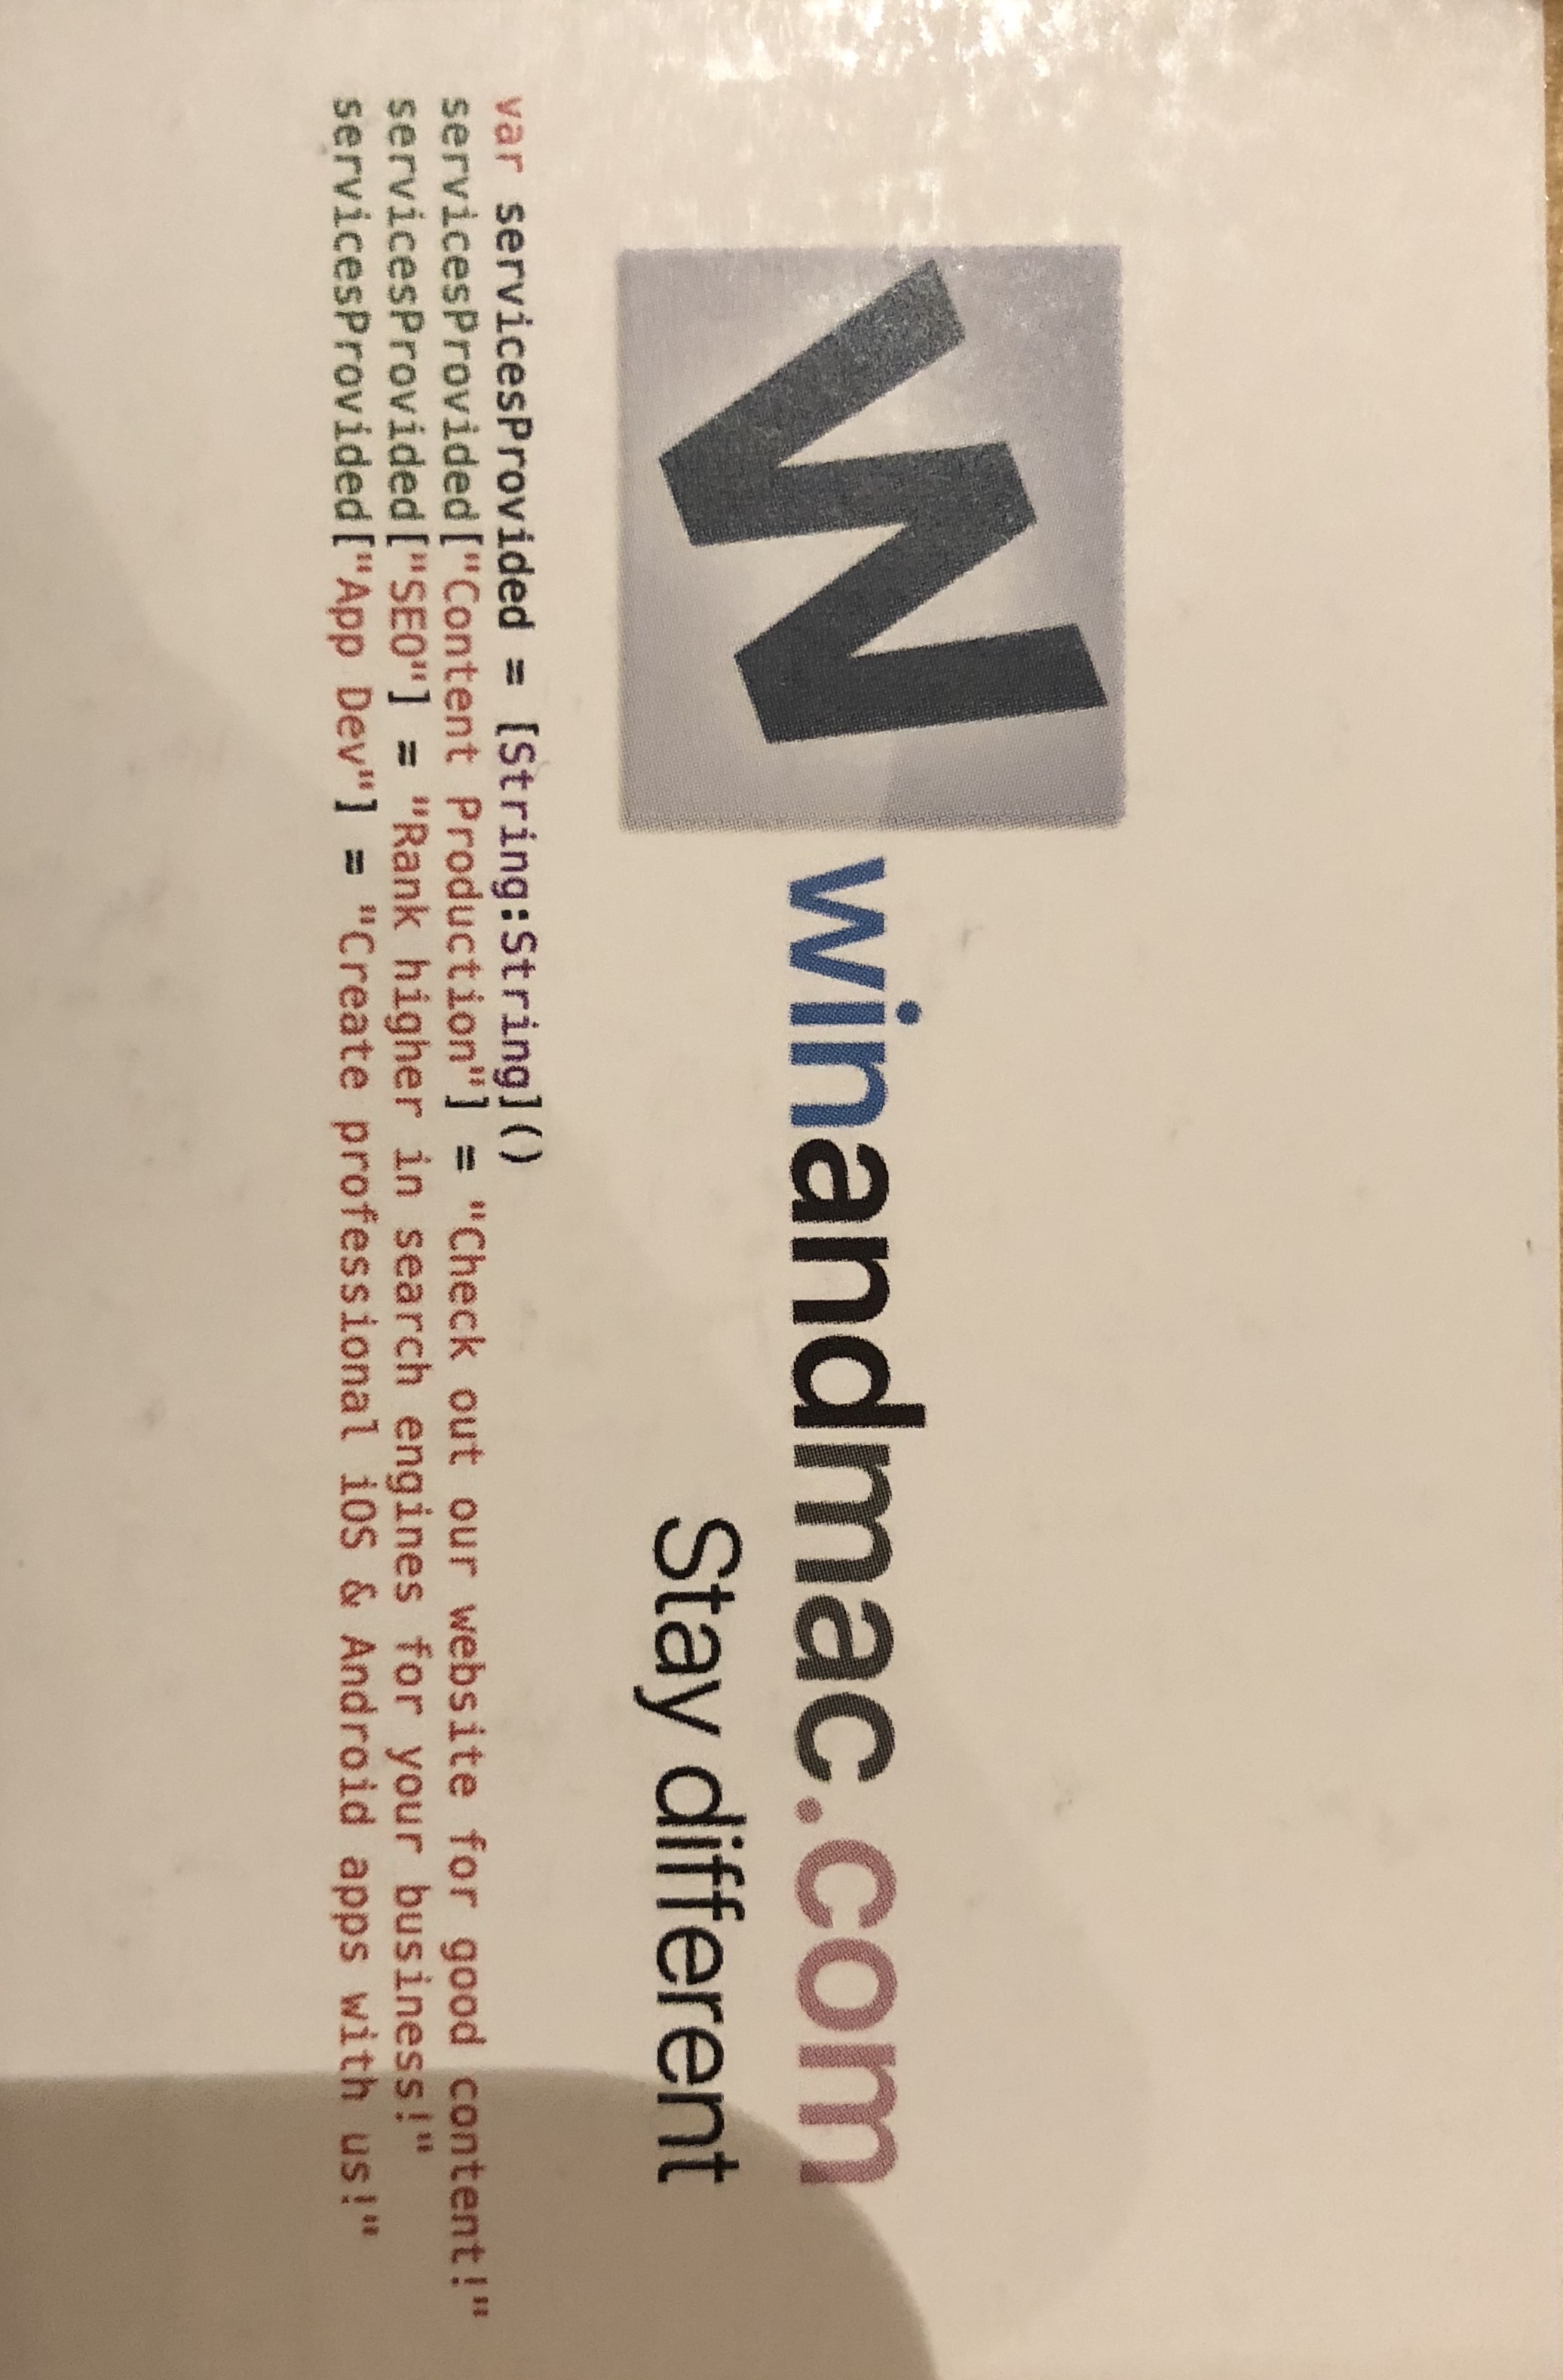 W
winandmac.com
Stay different
var servicesProvided = [String:String]()
servicesProvided["Content Production"] = "Check out our website for good content!"
servicesProvided["SEO"] = "Rank higher in search engines for your business!"
servicesProvided["App Dev"] = "Create professional iOS & Android apps with us!"